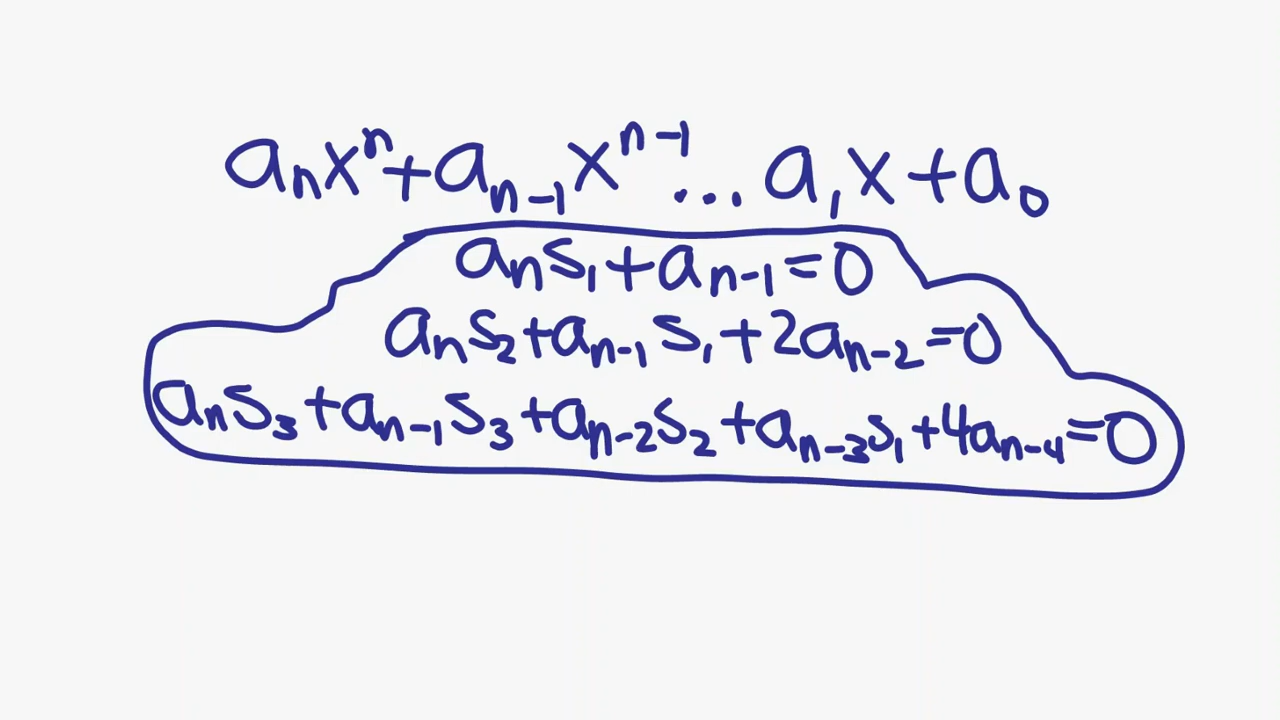 aₙxⁿ+aₙ₋₁xⁿ⁻¹...a₁x+a₀
aₙs₁+aₙ₋₁=0
aₙs₂+aₙ₋₁s₁+2aₙ₋₂=0
aₙs₃+aₙ₋₁s₃+aₙ₋₂s₂+aₙ₋₃s₁+4aₙ₋₄=0